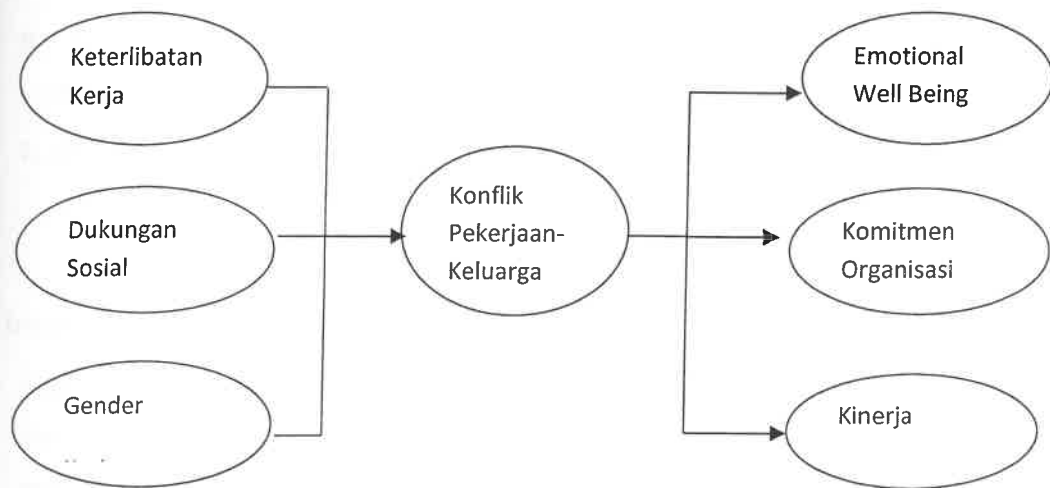 Keterlibatan
Kerja
Dukungan
Sosial
Gender
Konflik
Pekerjaan-
Keluarga
Emotional
Well Being
Komitmen
Organisasi
Kinerja